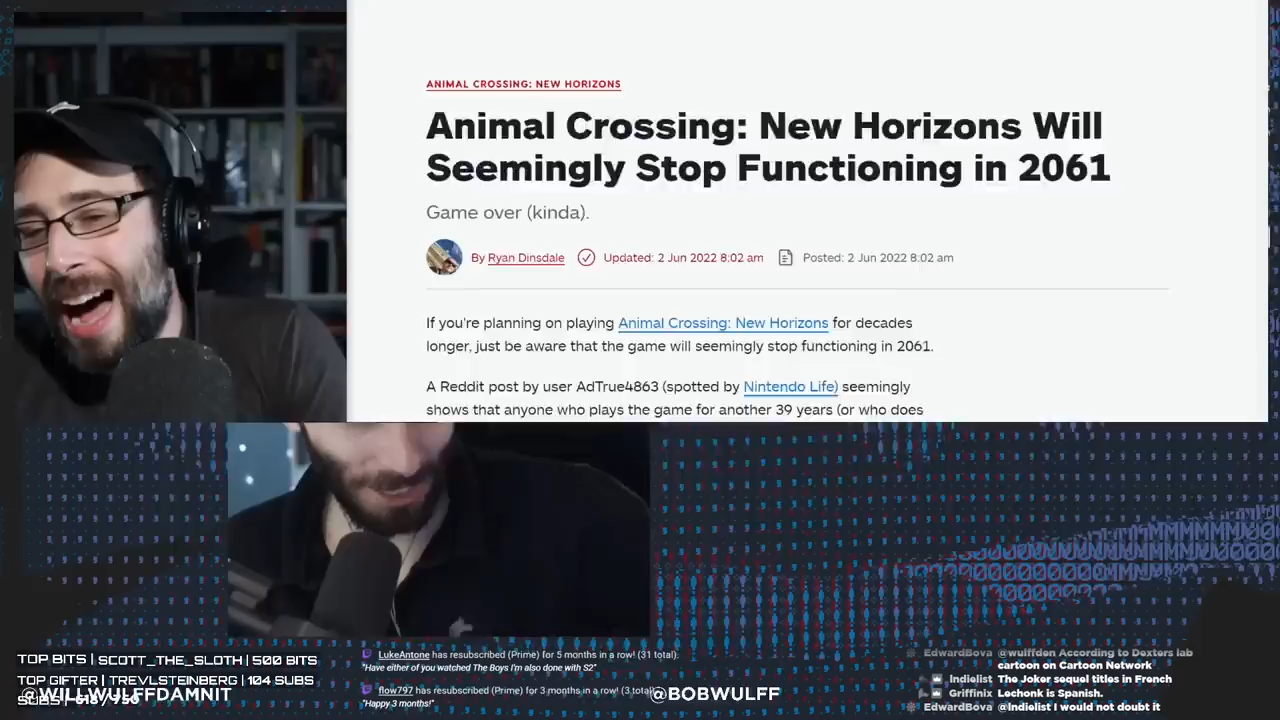 ANIMAL CROSSING: NEW HORIZONS
Animal Crossing: New Horizons Will
Seemingly Stop Functioning in 2061
Game over (kinda).
By Ryan Dinsdale Updated: 2 Jun 2022 8:02 am Posted: 2 Jun 2022 8:02 am
If you're planning on playing Animal Crossing: New Horizons for decades
longer, just be aware that the game will seemingly stop functioning in 2061.
A Reddit post by user AdTrue4863 (spotted by Nintendo Life) seemingly
shows that anyone who plays the game for another 39 years (or who does
TOP BITS | SCOTT_THE_SLOTH | 500 BITS
TOP GIFTER | TREVLSTEINBERG | 104 SUBS
SUBS | 618 / 750
@WILLWULFFDAMNIT
LukeAntone has resubscribed (Prime) for 5 months in a row! (31 total).
"Have either of you watched The Boys I'm also done with S2"
flow797 has resubscribed (Prime) for 3 months in a row! (3 total)
"Happy 3 months!"
@BOBWULFF
EdwardBova @wulffden According to Dexters lab
cartoon on Cartoon Network
Indielist The Joker sequel titles in French
Griffinix Lechonk is Spanish.
EdwardBova @Indielist I would not doubt it